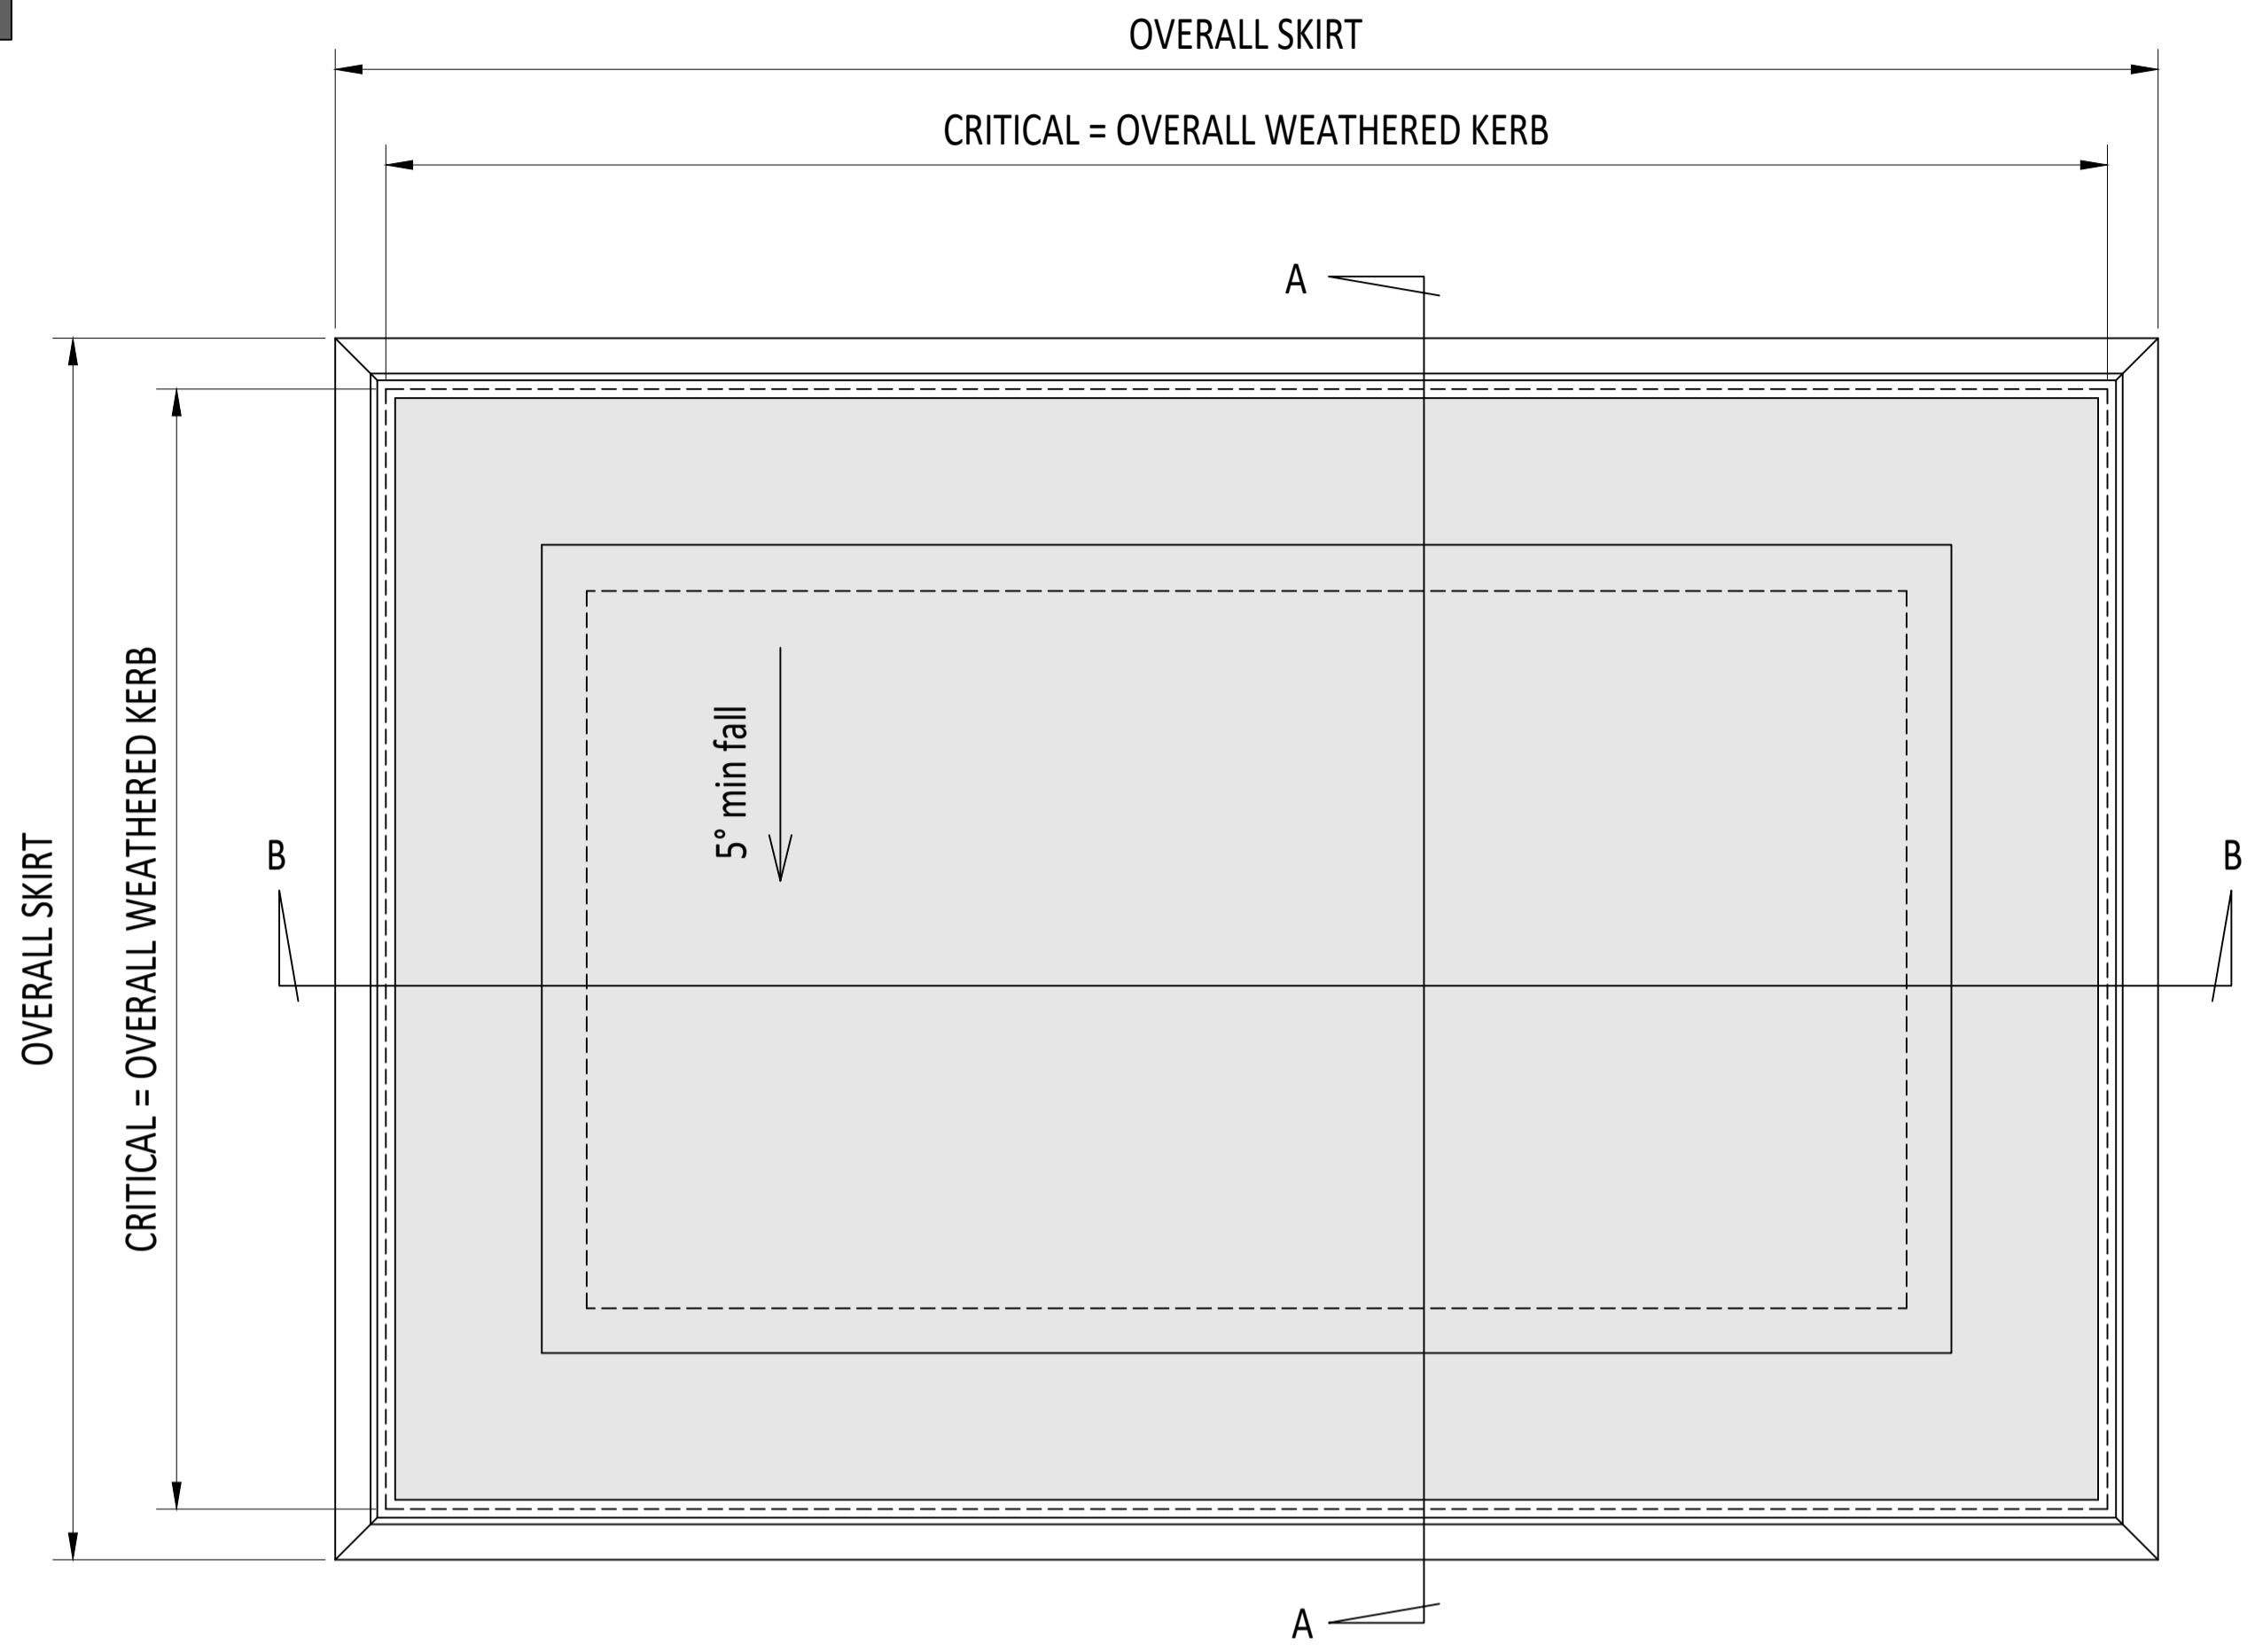 OVERALL SKIRT
CRITICAL = OVERALL WEATHERED KERB
A
OVERALL SKIRT
CRITICAL = OVERALL WEATHERED KERB
5° min fall
B
B
A